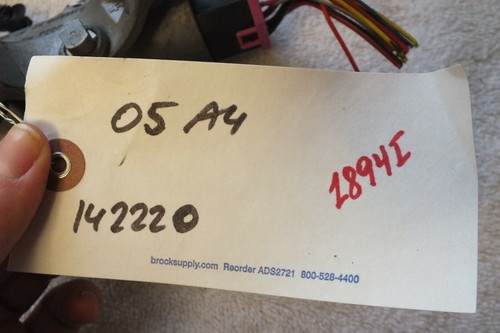 05 A4
1894I
142220
brocksupply.com Reorder ADS2721 800-528-4400